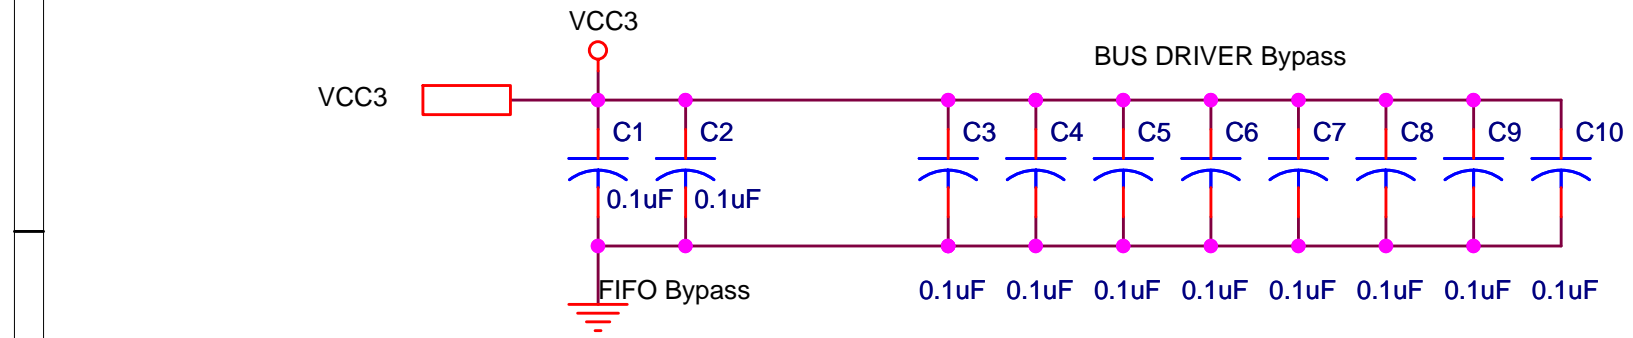 VCC3
BUS DRIVER Bypass
VCC3
C1 C2 C3 C4 C5 C6 C7 C8 C9 C10
0.1uF 0.1uF
FIFO Bypass 0.1uF 0.1uF 0.1uF 0.1uF 0.1uF 0.1uF 0.1uF 0.1uF